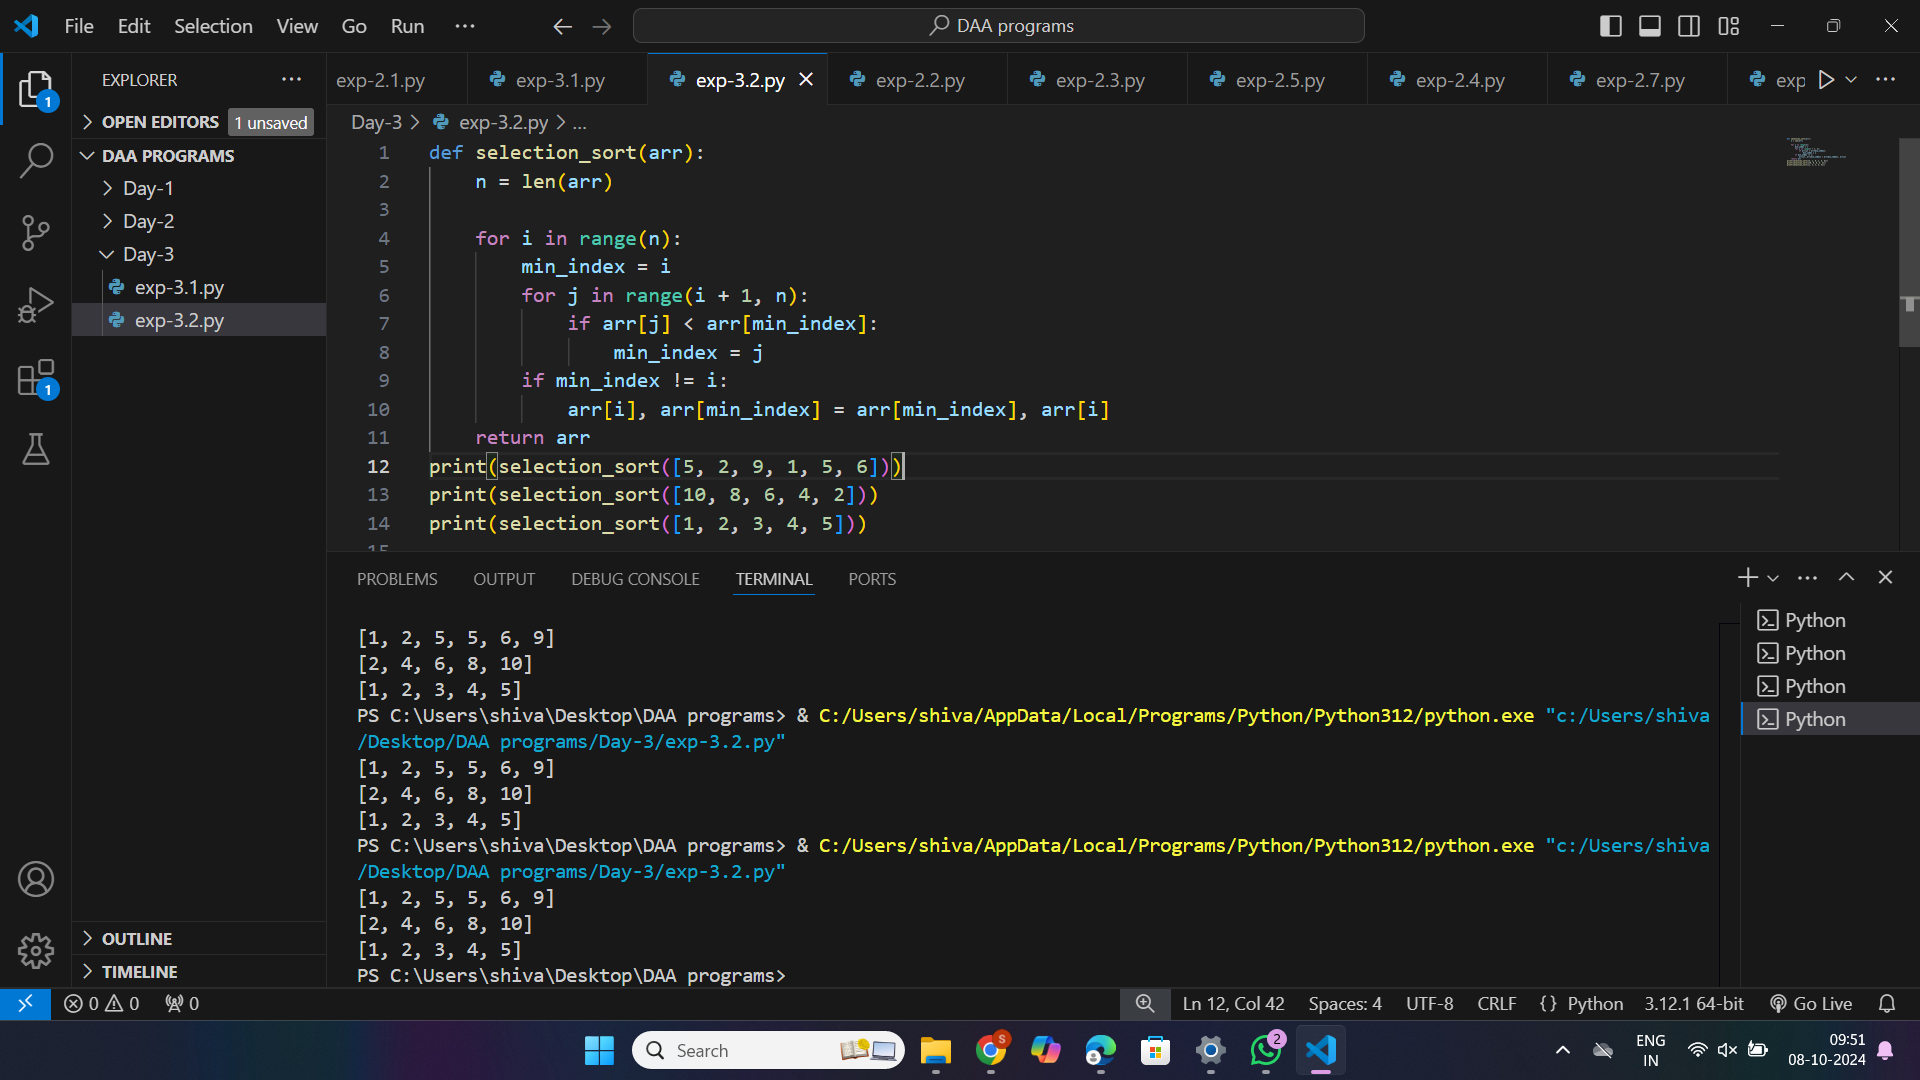 File Edit Selection View Go Run ···
DAA programs
EXPLORER
OPEN EDITORS 1 unsaved
DAA PROGRAMS
Day-1
Day-2
Day-3
exp-3.1.py
exp-3.2.py
OUTLINE
TIMELINE
1
1
exp-2.1.py exp-3.1.py exp-3.2.py exp-2.2.py exp-2.3.py exp-2.5.py exp-2.4.py exp-2.7.py exp
Day-3 > exp-3.2.py > ...
1 def selection_sort(arr):
2     n = len(arr)
3
4     for i in range(n):
5         min_index = i
6         for j in range(i + 1, n):
7             if arr[j] < arr[min_index]:
8                 min_index = j
9         if min_index != i:
10             arr[i], arr[min_index] = arr[min_index], arr[i]
11     return arr
12 print(selection_sort([5, 2, 9, 1, 5, 6]))
13 print(selection_sort([10, 8, 6, 4, 2]))
14 print(selection_sort([1, 2, 3, 4, 5]))
15
PROBLEMS OUTPUT DEBUG CONSOLE TERMINAL PORTS
[1, 2, 5, 5, 6, 9]
[2, 4, 6, 8, 10]
[1, 2, 3, 4, 5]
PS C:\Users\shiva\Desktop\DAA programs> & C:/Users/shiva/AppData/Local/Programs/Python/Python312/python.exe "c:/Users/shiva
/Desktop/DAA programs/Day-3/exp-3.2.py"
[1, 2, 5, 5, 6, 9]
[2, 4, 6, 8, 10]
[1, 2, 3, 4, 5]
PS C:\Users\shiva\Desktop\DAA programs> & C:/Users/shiva/AppData/Local/Programs/Python/Python312/python.exe "c:/Users/shiva
/Desktop/DAA programs/Day-3/exp-3.2.py"
[1, 2, 5, 5, 6, 9]
[2, 4, 6, 8, 10]
[1, 2, 3, 4, 5]
PS C:\Users\shiva\Desktop\DAA programs>
Python
Python
Python
Python
0 0 0 Ln 12, Col 42 Spaces: 4 UTF-8 CRLF {} Python 3.12.1 64-bit Go Live
Search S 2 ENG
IN
09:51
08-10-2024